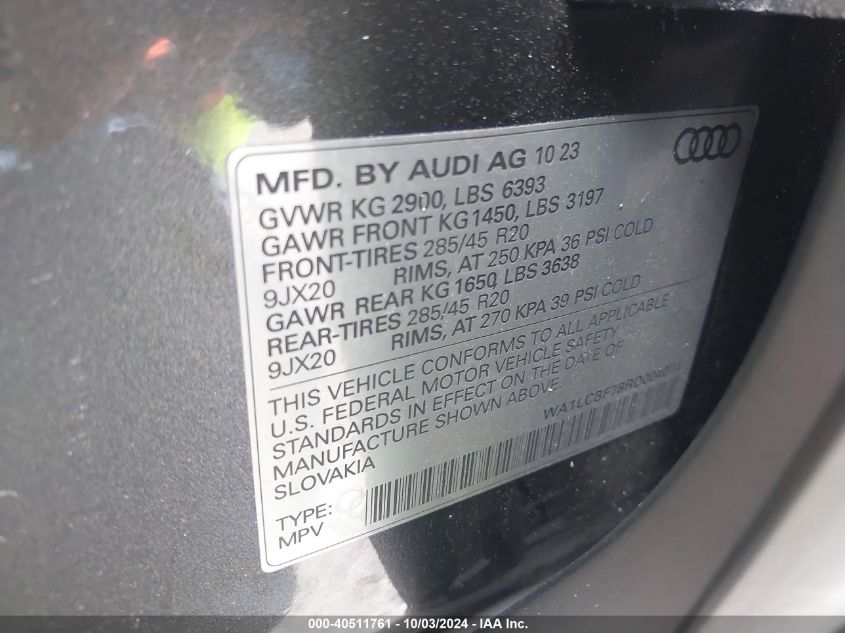 MFD. BY AUDI AG 10 23
GVWR KG 2900, LBS 6393
GAWR FRONT KG 1450, LBS 3197
FRONT-TIRES 285/45 R20
9JX20 RIMS, AT 250 KPA 36 PSI COLD
GAWR REAR KG 1650, LBS 3638
REAR-TIRES 285/45 R20
9JX20 RIMS, AT 270 KPA 39 PSI COLD
THIS VEHICLE CONFORMS TO ALL APPLICABLE
U.S. FEDERAL MOTOR VEHICLE SAFETY
STANDARDS IN EFFECT ON THE DATE OF
MANUFACTURE SHOWN ABOVE.
SLOVAKIA
TYPE:
MPV
000-40511761 - 10/03/2024 - IAA Inc.